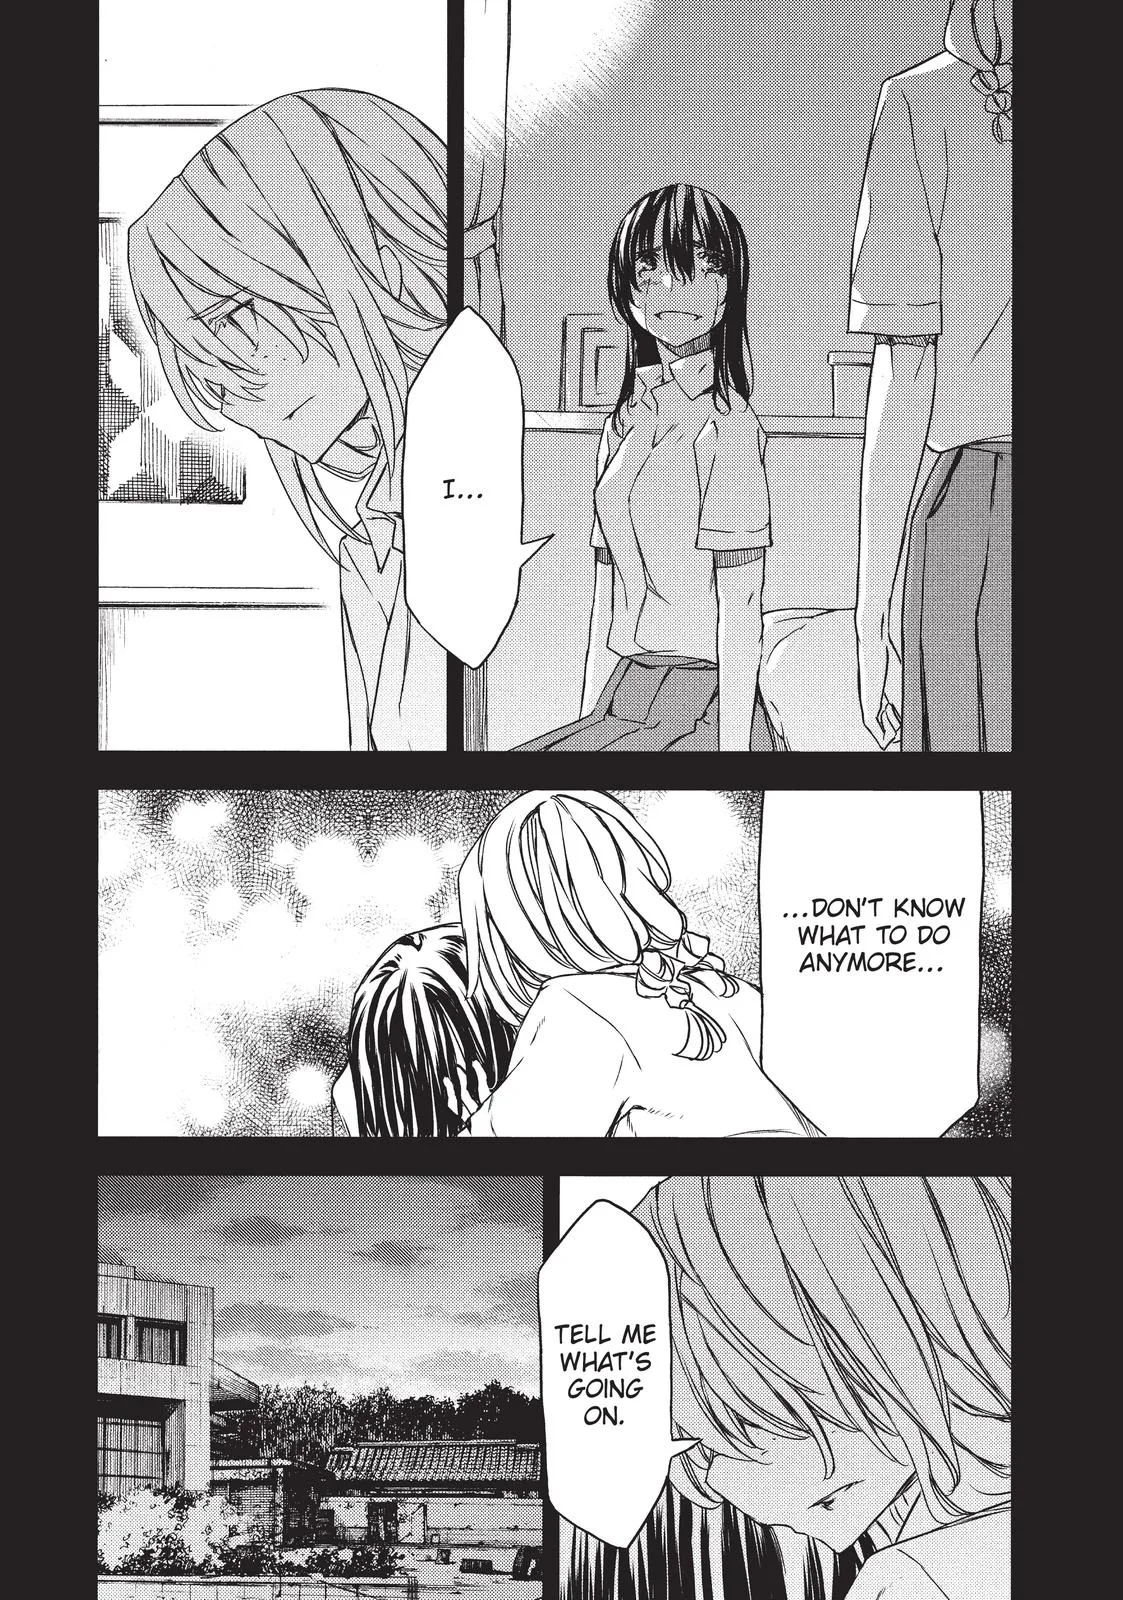 I...
...DON'T KNOW
WHAT TO DO
ANYMORE...
TELL ME
WHAT'S
GOING
ON.